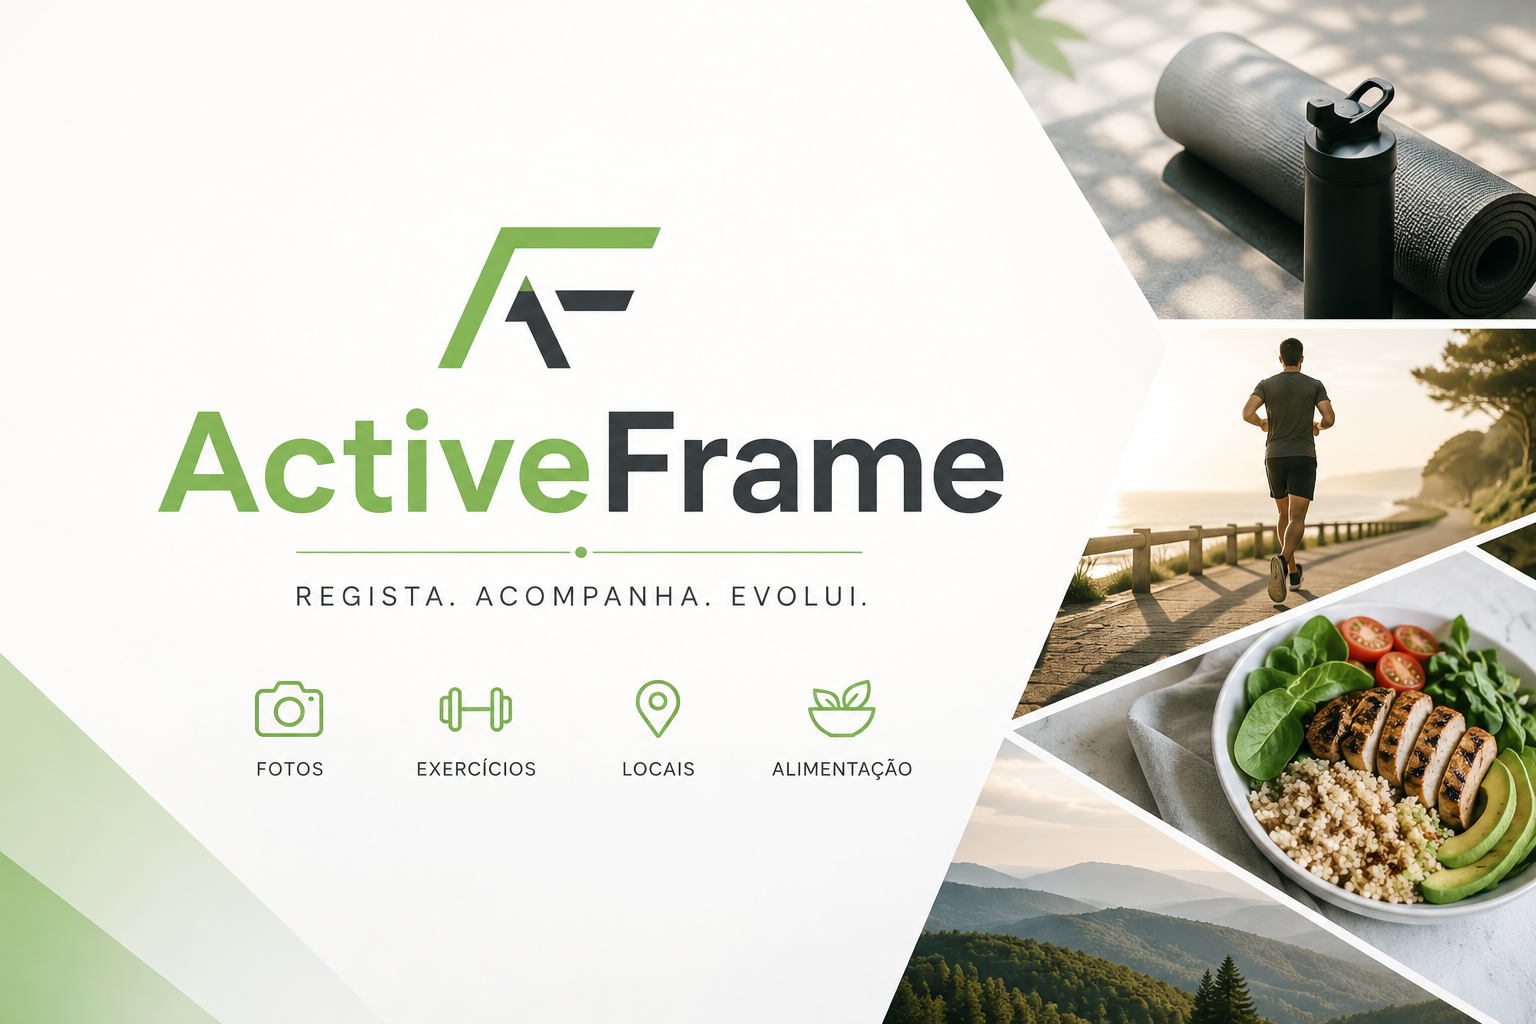 ActiveFrame
REGISTA. ACOMPANHA. EVOLUI.
FOTOS
EXERCÍCIOS
LOCAIS
ALIMENTAÇÃO